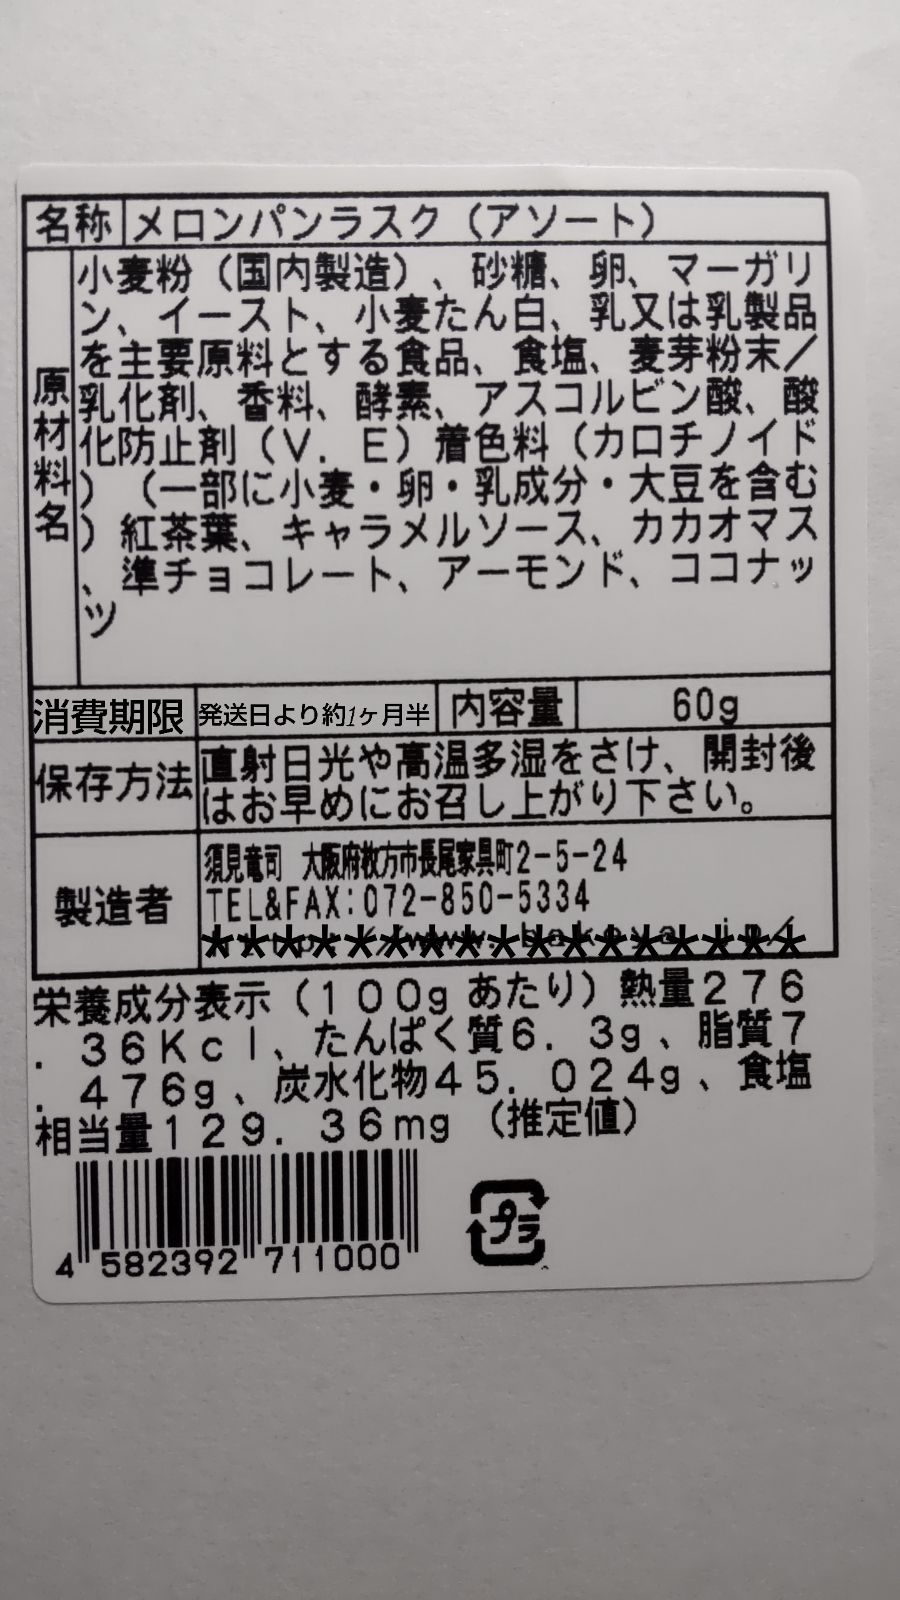 名称 メロンパンラスク（アソート）
原材料名
小麦粉（国内製造）、砂糖、卵、マーガリ
ン、イースト、小麦たん白、乳又は乳製品
を主要原料とする食品、食塩、麦芽粉末／
乳化剤、香料、酵素、アスコルビン酸、酸
化防止剤（V．E）着色料（カロチノイド
）（一部に小麦・卵・乳成分・大豆を含む
）紅茶葉、キャラメルソース、カカオマス
、準チョコレート、アーモンド、ココナッ
ツ
消費期限 発送日より約1ヶ月半 内容量 60g
保存方法
直射日光や高温多湿をさけ、開封後
はお早めにお召し上がり下さい。
製造者
須見竜司 大阪府枚方市長尾家具町2-5-24
TEL&FAX:072-850-5334
栄養成分表示（１００g あたり）熱量２７６
．３６Kcl、たんぱく質６．３g、脂質７
．４７６g、炭水化物４５．０２４g、食塩
相当量１２９．３６mg （推定値）
4 582392 711000
プラ